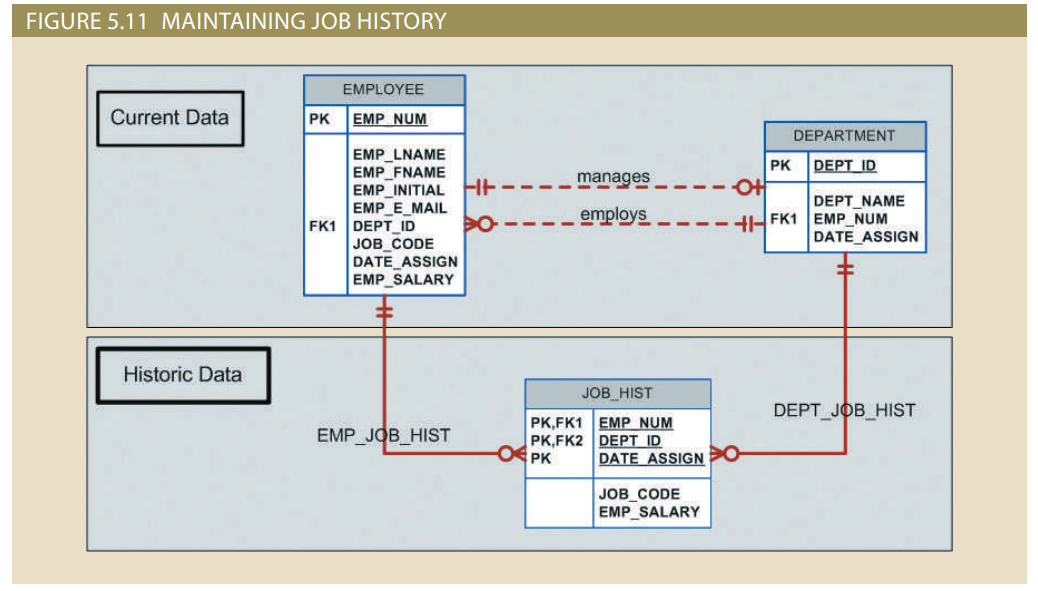 FIGURE 5.11 MAINTAINING JOB HISTORY
Current Data
EMPLOYEE
PK EMP_NUM
EMP_LNAME
EMP_FNAME
EMP_INITIAL
EMP_E_MAIL
FK1 DEPT_ID
JOB_CODE
DATE_ASSIGN
EMP_SALARY
manages
employs
DEPARTMENT
PK DEPT_ID
DEPT_NAME
FK1 EMP_NUM
DATE_ASSIGN
Historic Data
EMP_JOB_HIST
JOB_HIST
PK,FK1 EMP_NUM
PK,FK2 DEPT_ID
PK DATE_ASSIGN
JOB_CODE
EMP_SALARY
DEPT_JOB_HIST